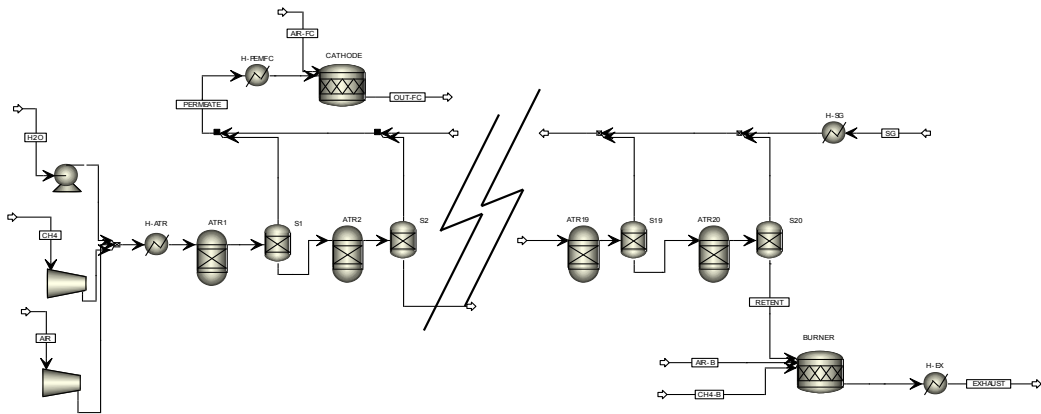 AIR-FC
CATHODE
H-PEMFC
OUT-FC
PERMEATE
H2O
H-SG
SG
H-ATR
ATR1
S1
ATR2
S2
ATR19
S19
ATR20
S20
CH4
AIR
RETENT
BURNER
AIR-B
CH4-B
H-EX
EXHAUST